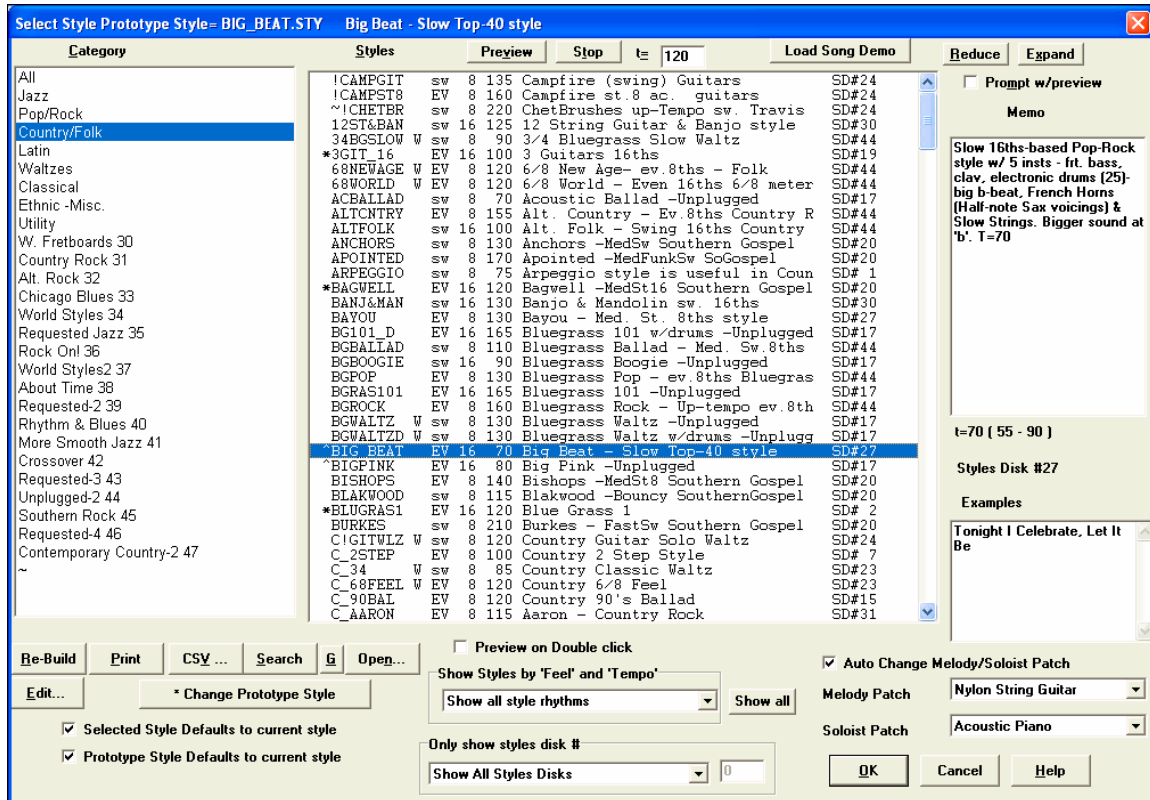 Select Style Prototype Style= BIG_BEAT.STY Big Beat - Slow Top-40 style
Category
Styles
Preview
Stop
t=
120
Load Song Demo
Reduce
Expand
All
Jazz
Pop/Rock
Country/Folk
Latin
Waltzes
Classical
Ethnic -Misc.
Utility
W. Fretboards 30
Country Rock 31
Alt. Rock 32
Chicago Blues 33
World Styles 34
Requested Jazz 35
Rock On! 36
World Styles2 37
About Time 38
Requested-2 39
Rhythm & Blues 40
More Smooth Jazz 41
Crossover 42
Requested-3 43
Unplugged-2 44
Southern Rock 45
Requested-4 46
Contemporary Country-2 47
~
!CAMPGIT sw 8 135 Campfire (swing) Guitars SD#24
!CAMPST8 EV 8 160 Campfire st.8 ac. guitars SD#24
~!CHETBR sw 8 220 ChetBrushes up-Tempo sw. Travis SD#24
12ST&BAN sw 16 125 12 String Guitar & Banjo style SD#30
34BGSLOW W sw 8 90 3/4 Bluegrass Slow Waltz SD#44
*3GIT_16 EV 16 100 3 Guitars 16ths SD#19
68NEWAGE W EV 8 120 6/8 New Age- ev.8ths - Folk SD#44
68WORLD W EV 8 120 6/8 World - Even 16ths 6/8 meter SD#44
ACBALLAD sw 8 70 Acoustic Ballad -Unplugged SD#17
ALTCNTRY EV 8 155 Alt. Country - Ev.8ths Country R SD#44
ALTFOLK sw 16 100 Alt. Folk - Swing 16ths Country SD#44
ANCHORS sw 8 130 Anchors -MedSw Southern Gospel SD#20
APOINTED sw 8 170 Apointed -MedFunkSw SoGospel SD#20
ARPEGGIO sw 8 75 Arpeggio style is useful in Coun SD# 1
*BAGWELL EV 16 120 Bagwell -MedSt16 Southern Gospel SD#20
BANJ&MAN sw 16 130 Banjo & Mandolin sw. 16ths SD#30
BAYOU EV 8 130 Bayou - Med. St. 8ths style SD#27
BG101_D EV 16 165 Bluegrass 101 w/drums -Unplugged SD#17
BGBALLAD sw 8 110 Bluegrass Ballad - Med. Sw.8ths SD#44
BGBOOGIE sw 16 90 Bluegrass Boogie -Unplugged SD#17
BGPOP EV 8 130 Bluegrass Pop - ev.8ths Bluegras SD#44
BGRAS101 EV 16 165 Bluegrass 101 -Unplugged SD#17
BGROCK EV 8 160 Bluegrass Rock - Up-tempo ev.8th SD#44
BGWALTZ W sw 8 130 Bluegrass Waltz -Unplugged SD#17
BGWALTZD W sw 8 130 Bluegrass Waltz w/drums -Unplugg SD#17
^BIG_BEAT EV 16 70 Big Beat - Slow Top-40 style SD#27
^BIGPINK EV 16 80 Big Pink -Unplugged SD#17
BISHOPS EV 8 140 Bishops -MedSt8 Southern Gospel SD#20
BLAKWOOD sw 8 115 Blakwood -Bouncy SouthernGospel SD#20
*BLUGRAS1 EV 16 120 Blue Grass 1 SD# 2
BURKES sw 8 210 Burkes - FastSw Southern Gospel SD#20
C!GITWLZ W sw 8 120 Country Guitar Solo Waltz SD#24
C_2STEP EV 8 100 Country 2 Step Style SD# 7
C_34 W sw 8 85 Country Classic Waltz SD#23
C_68FEEL W EV 8 120 Country 6/8 Feel SD#23
C_90BAL EV 8 120 Country 90's Ballad SD#15
C_AARON EV 8 115 Aaron - Country Rock SD#31
Prompt w/preview
Memo
Slow 16ths-based Pop-Rock
style w/ 5 insts - frt. bass,
clav, electronic drums (25)-
big b-beat, French Horns
(Half-note Sax voicings) &
Slow Strings. Bigger sound at
'b'. T=70
t=70 ( 55 - 90 )
Styles Disk #27
Examples
Tonight I Celebrate, Let It
Be
Re-Build
Print
CSV ...
Search
G
Open...
Edit...
* Change Prototype Style
Selected Style Defaults to current style
Prototype Style Defaults to current style
Preview on Double click
Show Styles by 'Feel' and 'Tempo'
Show all style rhythms
Show all
Only show styles disk #
Show All Styles Disks
0
Auto Change Melody/Soloist Patch
Melody Patch
Nylon String Guitar
Soloist Patch
Acoustic Piano
OK
Cancel
Help